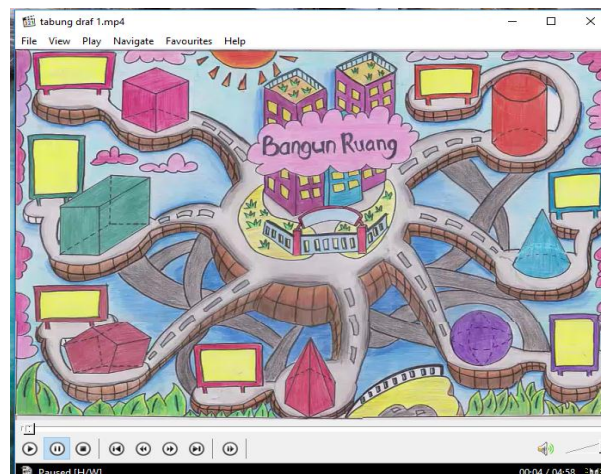 tabung draf 1.mp4
File View Play Navigate Favourites Help
Bangun Ruang
Paused [H/W]
00:04 / 04:58